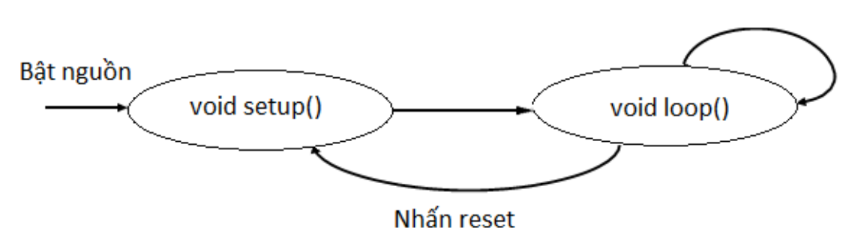 Bật nguồn
void setup()
void loop()
Nhấn reset